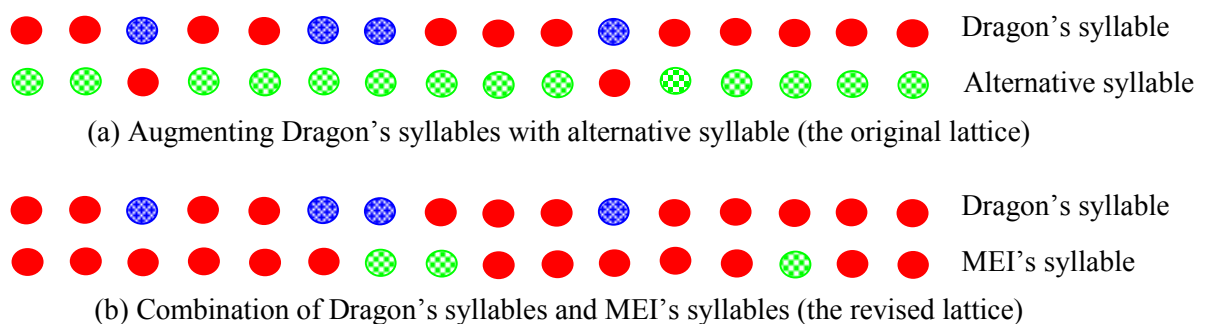 Dragon’s syllable
Alternative syllable
(a) Augmenting Dragon’s syllables with alternative syllable (the original lattice)
Dragon’s syllable
MEI’s syllable
(b) Combination of Dragon’s syllables and MEI’s syllables (the revised lattice)